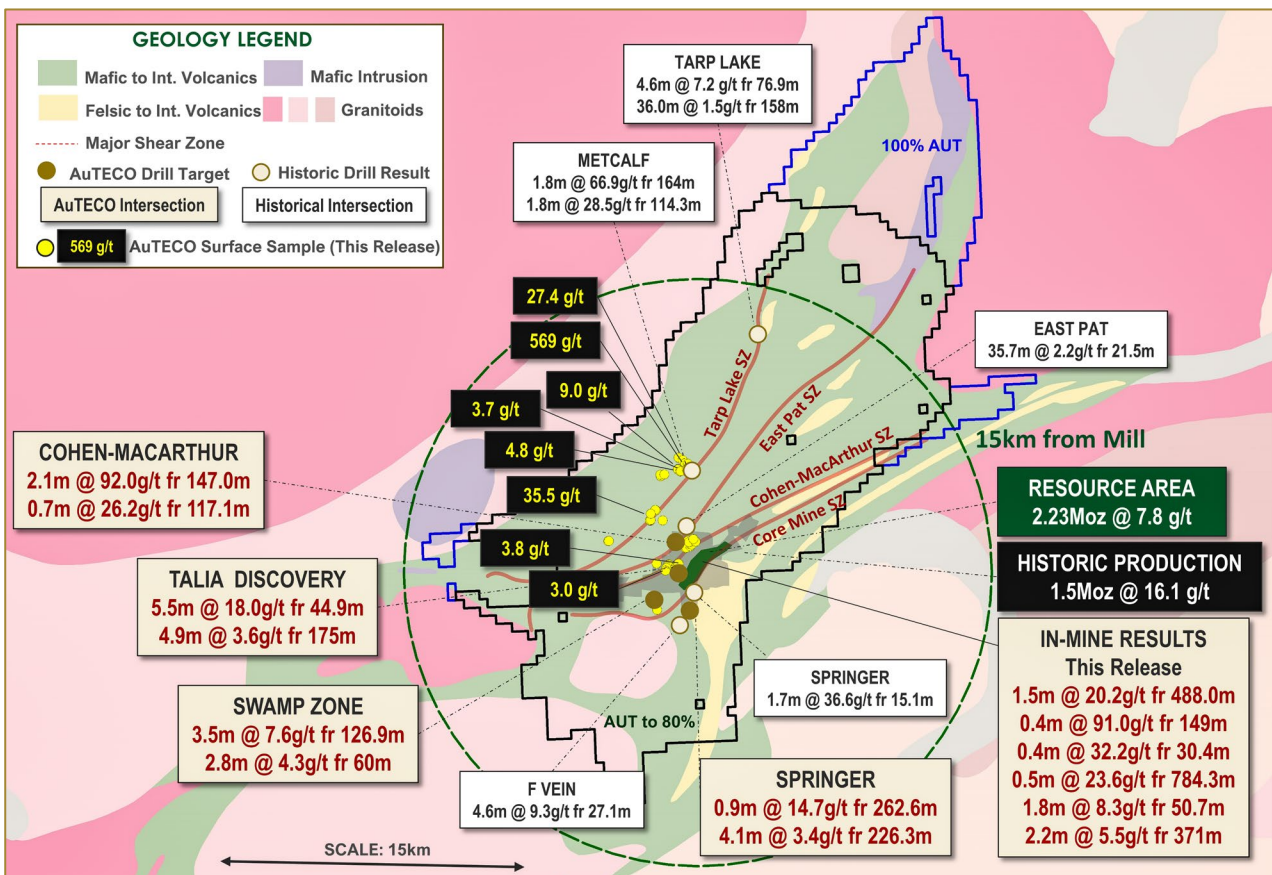 GEOLOGY LEGEND
Mafic to Int. Volcanics
Mafic Intrusion
Felsic to Int. Volcanics
Granitoids
Major Shear Zone
AuTECO Drill Target
Historic Drill Result
AuTECO Intersection
Historical Intersection
569 g/t
AuTECO Surface Sample (This Release)
TARP LAKE
4.6m @ 7.2 g/t fr 76.9m
36.0m @ 1.5g/t fr 158m
METCALF
1.8m @ 66.9g/t fr 164m
1.8m @ 28.5g/t fr 114.3m
100% AUT
27.4 g/t
569 g/t
9.0 g/t
3.7 g/t
4.8 g/t
35.5 g/t
3.8 g/t
3.0 g/t
EAST PAT
35.7m @ 2.2g/t fr 21.5m
Tarp Lake SZ
East Pat SZ
Cohen-MacArthur SZ
Core Mine SZ
15km from Mill
COHEN-MACARTHUR
2.1m @ 92.0g/t fr 147.0m
0.7m @ 26.2g/t fr 117.1m
RESOURCE AREA
2.23Moz @ 7.8 g/t
HISTORIC PRODUCTION
1.5Moz @ 16.1 g/t
TALIA DISCOVERY
5.5m @ 18.0g/t fr 44.9m
4.9m @ 3.6g/t fr 175m
IN-MINE RESULTS
This Release
1.5m @ 20.2g/t fr 488.0m
0.4m @ 91.0g/t fr 149m
0.4m @ 32.2g/t fr 30.4m
0.5m @ 23.6g/t fr 784.3m
1.8m @ 8.3g/t fr 50.7m
2.2m @ 5.5g/t fr 371m
SPRINGER
1.7m @ 36.6g/t fr 15.1m
SWAMP ZONE
3.5m @ 7.6g/t fr 126.9m
2.8m @ 4.3g/t fr 60m
AUT to 80%
F VEIN
4.6m @ 9.3g/t fr 27.1m
SPRINGER
0.9m @ 14.7g/t fr 262.6m
4.1m @ 3.4g/t fr 226.3m
SCALE: 15km